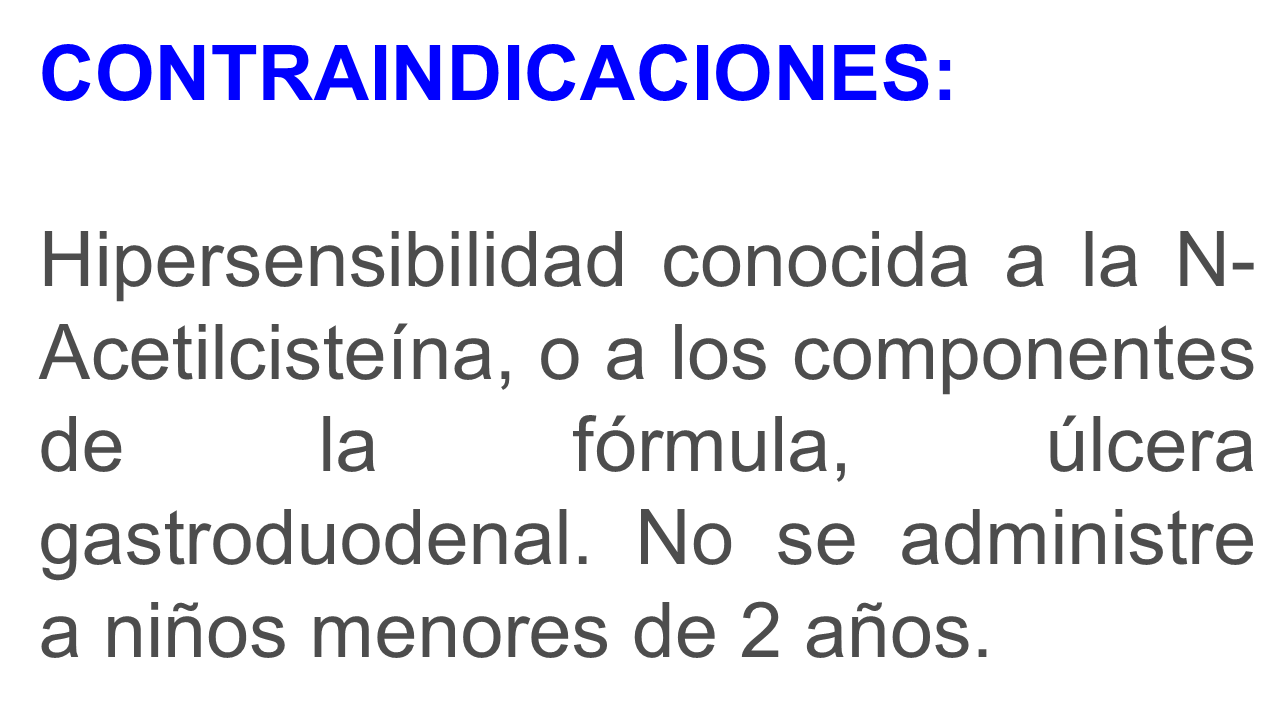 CONTRAINDICACIONES:
Hipersensibilidad conocida a la N-
Acetilcisteína, o a los componentes
de la fórmula, úlcera
gastroduodenal. No se administre
a niños menores de 2 años.